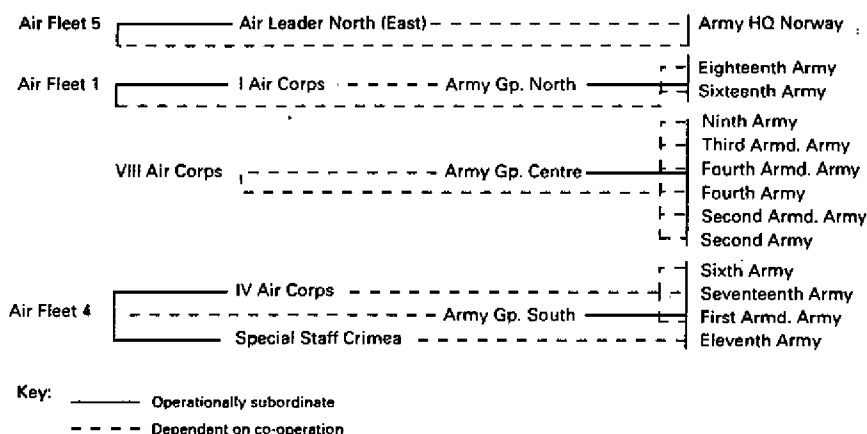 Air Fleet 5 Air Leader North (East) Army HQ Norway
Eighteenth Army
Air Fleet 1 I Air Corps Army Gp. North Sixteenth Army
Ninth Army
Third Armd. Army
VIII Air Corps Army Gp. Centre Fourth Armd. Army
Fourth Army
Second Armd. Army
Second Army
Sixth Army
IV Air Corps Seventeenth Army
Air Fleet 4 Army Gp. South First Armd. Army
Special Staff Crimea Eleventh Army
Key:
Operationally subordinate
Dependant on co-operation